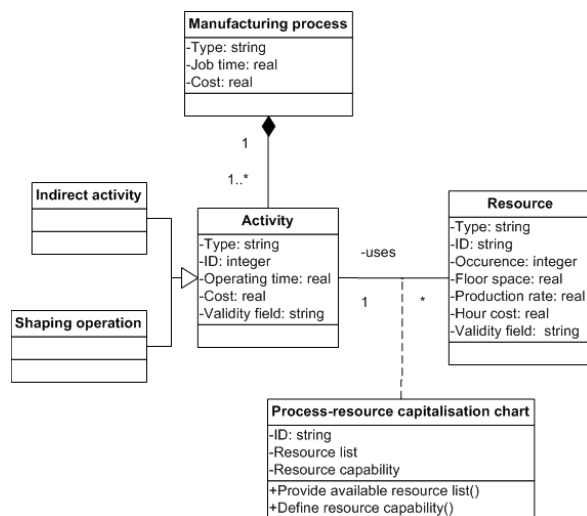 Manufacturing process
-Type: string
-Job time: real
-Cost: real
1
1..*
Indirect activity
Shaping operation
Activity
-Type: string
-ID: integer
-Operating time: real
-Cost: real
-Validity field: string
-uses
1
*
Resource
-Type: string
-ID: string
-Occurence: integer
-Floor space: real
-Production rate: real
-Hour cost: real
-Validity field:  string
Process-resource capitalisation chart
-ID: string
-Resource list
-Resource capability
+Provide available resource list()
+Define resource capability()